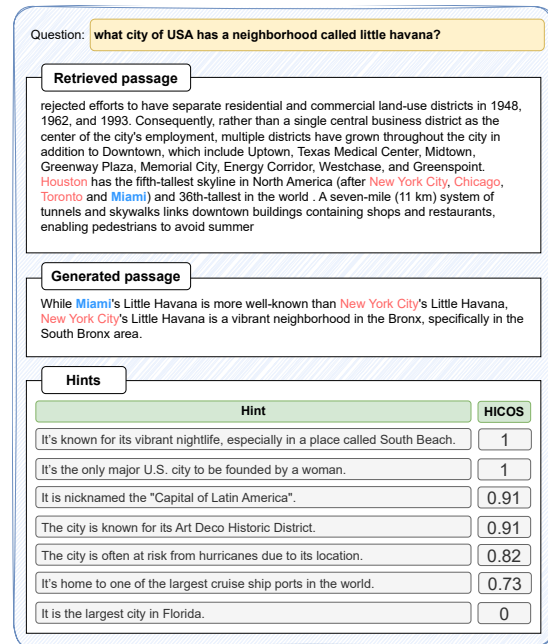 Question: what city of USA has a neighborhood called little havana?
Retrieved passage
rejected efforts to have separate residential and commercial land-use districts in 1948,
1962, and 1993. Consequently, rather than a single central business district as the
center of the city's employment, multiple districts have grown throughout the city in
addition to Downtown, which include Uptown, Texas Medical Center, Midtown,
Greenway Plaza, Memorial City, Energy Corridor, Westchase, and Greenspoint.
Houston has the fifth-tallest skyline in North America (after New York City, Chicago,
Toronto and Miami) and 36th-tallest in the world . A seven-mile (11 km) system of
tunnels and skywalks links downtown buildings containing shops and restaurants,
enabling pedestrians to avoid summer
Generated passage
While Miami's Little Havana is more well-known than New York City's Little Havana,
New York City's Little Havana is a vibrant neighborhood in the Bronx, specifically in the
South Bronx area.
Hints
Hint HICOS
It's known for its vibrant nightlife, especially in a place called South Beach. 1
It's the only major U.S. city to be founded by a woman. 1
It is nicknamed the "Capital of Latin America". 0.91
The city is known for its Art Deco Historic District. 0.91
The city is often at risk from hurricanes due to its location. 0.82
It's home to one of the largest cruise ship ports in the world. 0.73
It is the largest city in Florida. 0